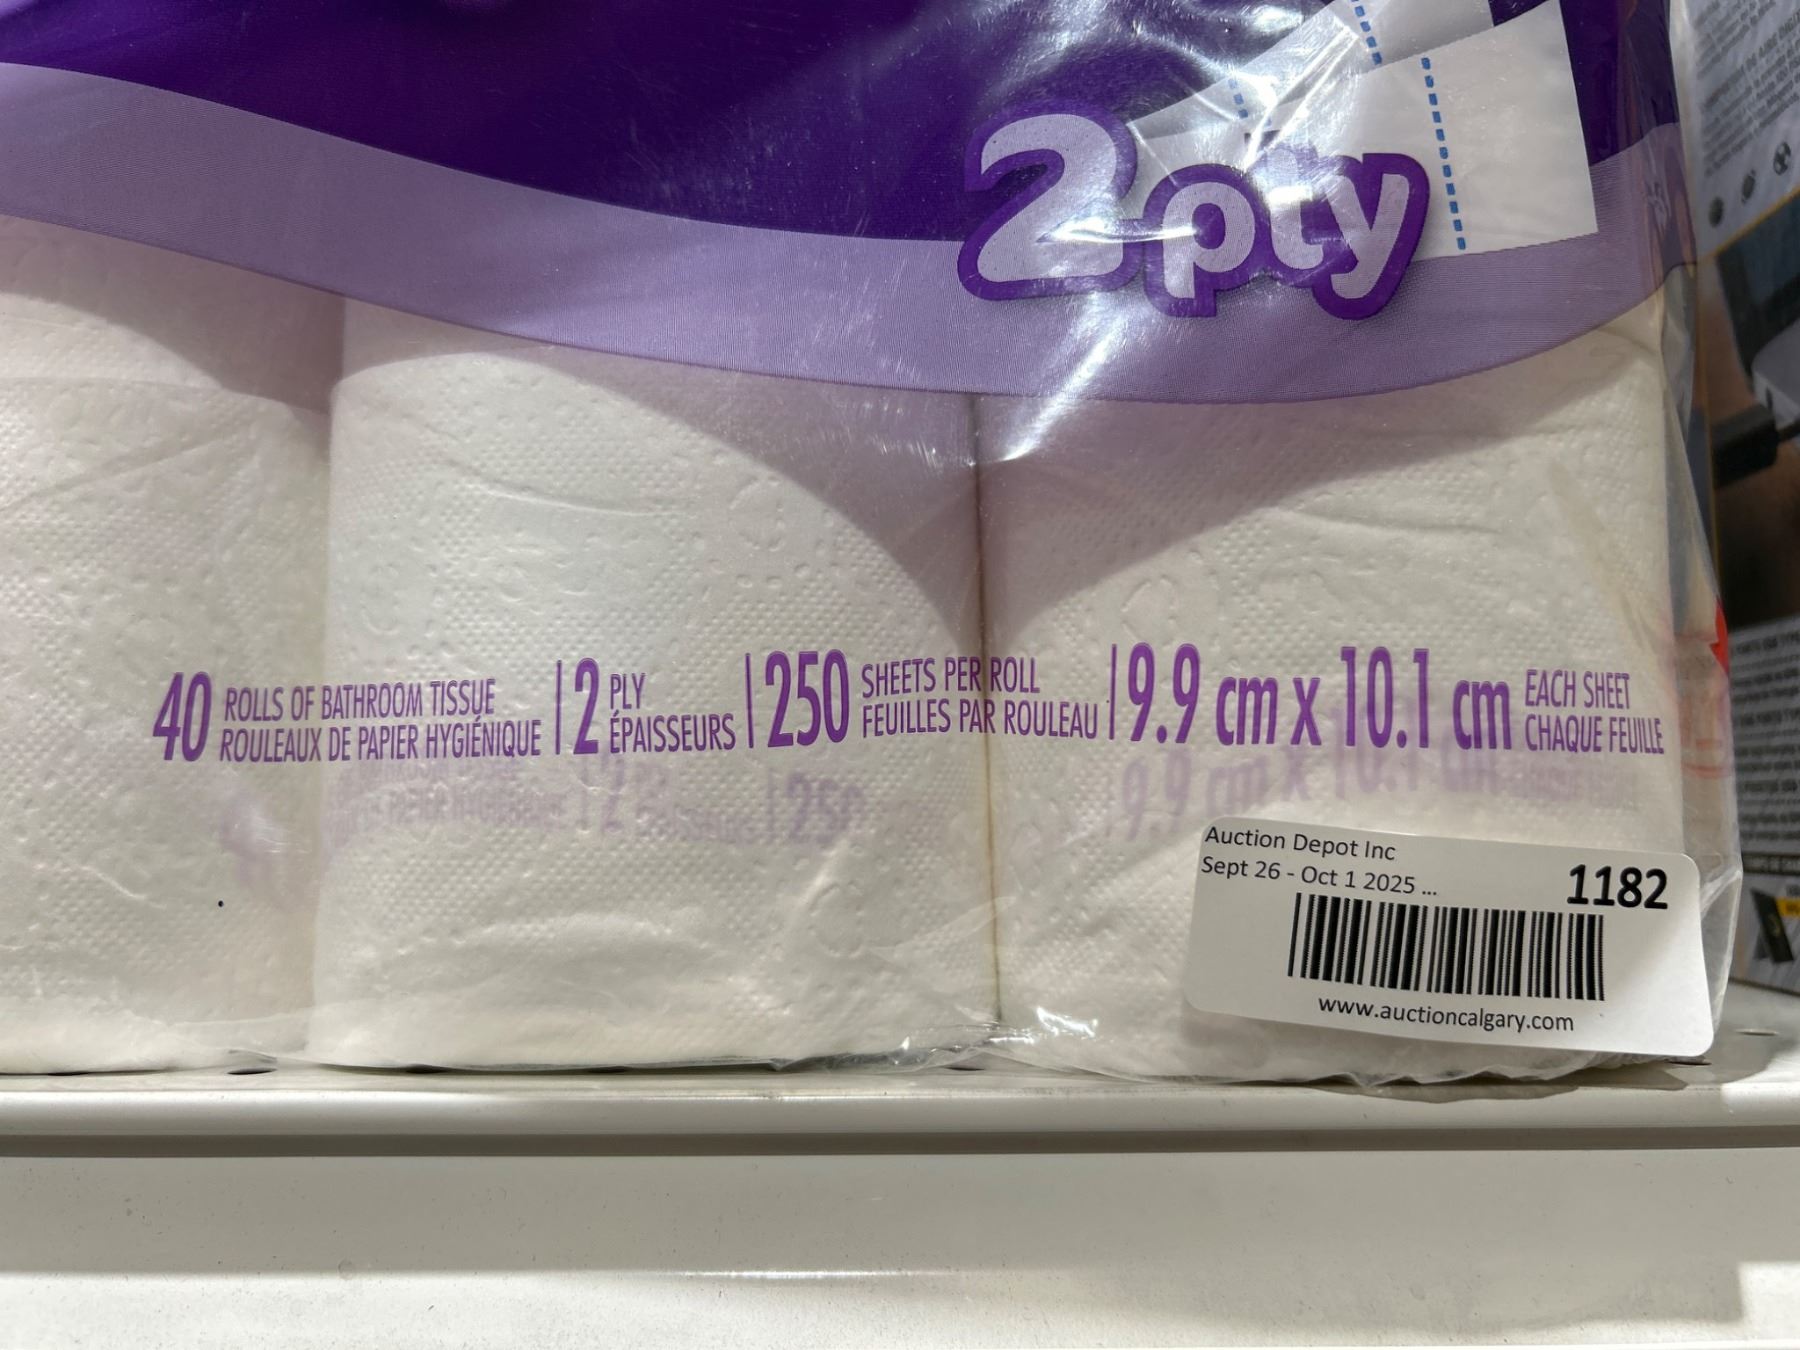 2 ply
40 ROLLS OF BATHROOM TISSUE
ROULEAUX DE PAPIER HYGIÉNIQUE
2 PLY
ÉPAISSEURS
250 SHEETS PER ROLL
FEUILLES PAR ROULEAU
9.9 cm x 10.1 cm EACH SHEET
CHAQUE FEUILLE
Auction Depot Inc
Sept 26 - Oct 1 2025 ...
1182
www.auctioncalgary.com